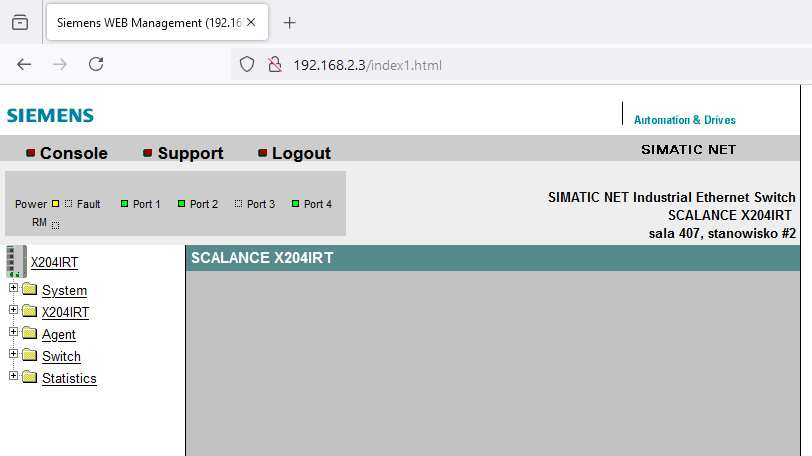 Siemens WEB Management (192.16
192.168.2.3/index1.html
SIEMENS
Automation & Drives
Console Support Logout SIMATIC NET
Power Fault Port 1 Port 2 Port 3 Port 4
RM
SIMATIC NET Industrial Ethernet Switch
SCALANCE X204IRT
sala 407, stanowisko #2
X204IRT
SCALANCE X204IRT
System
X204IRT
Agent
Switch
Statistics